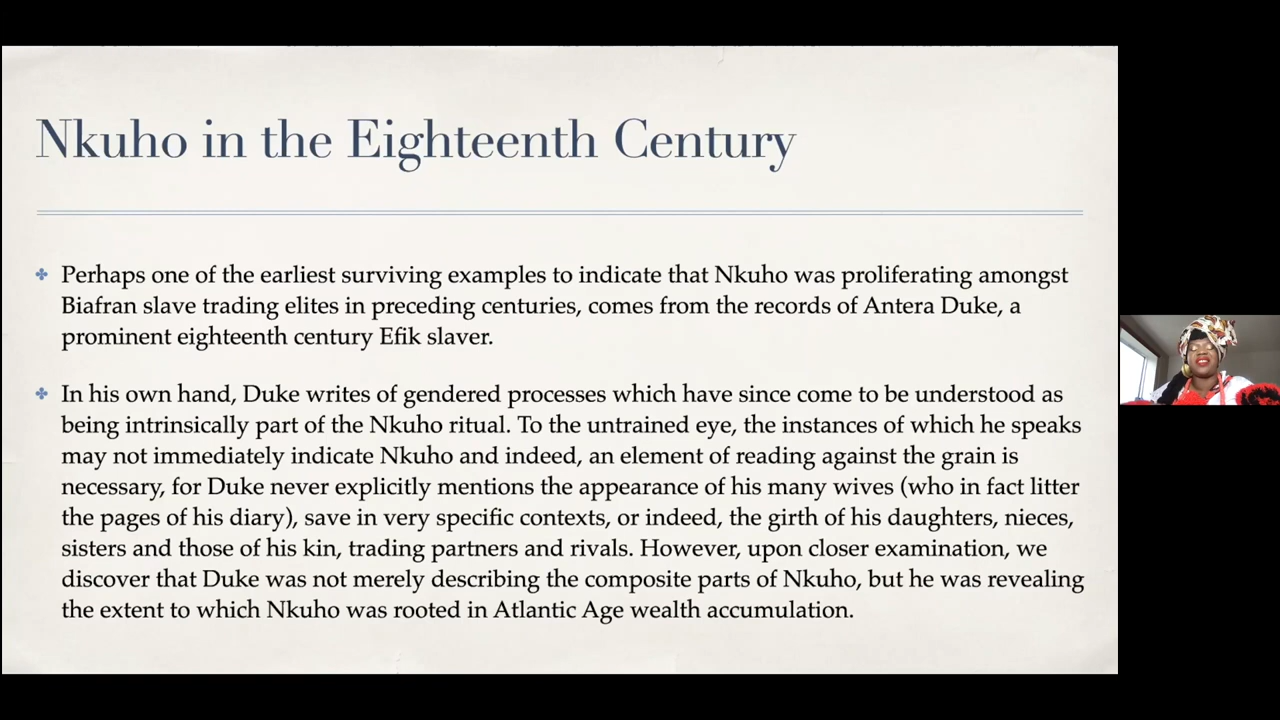 Nkuho in the Eighteenth Century
Perhaps one of the earliest surviving examples to indicate that Nkuho was proliferating amongst
Biafran slave trading elites in preceding centuries, comes from the records of Antera Duke, a
prominent eighteenth century Efik slaver.
In his own hand, Duke writes of gendered processes which have since come to be understood as
being intrinsically part of the Nkuho ritual. To the untrained eye, the instances of which he speaks
may not immediately indicate Nkuho and indeed, an element of reading against the grain is
necessary, for Duke never explicitly mentions the appearance of his many wives (who in fact litter
the pages of his diary), save in very specific contexts, or indeed, the girth of his daughters, nieces,
sisters and those of his kin, trading partners and rivals. However, upon closer examination, we
discover that Duke was not merely describing the composite parts of Nkuho, but he was revealing
the extent to which Nkuho was rooted in Atlantic Age wealth accumulation.